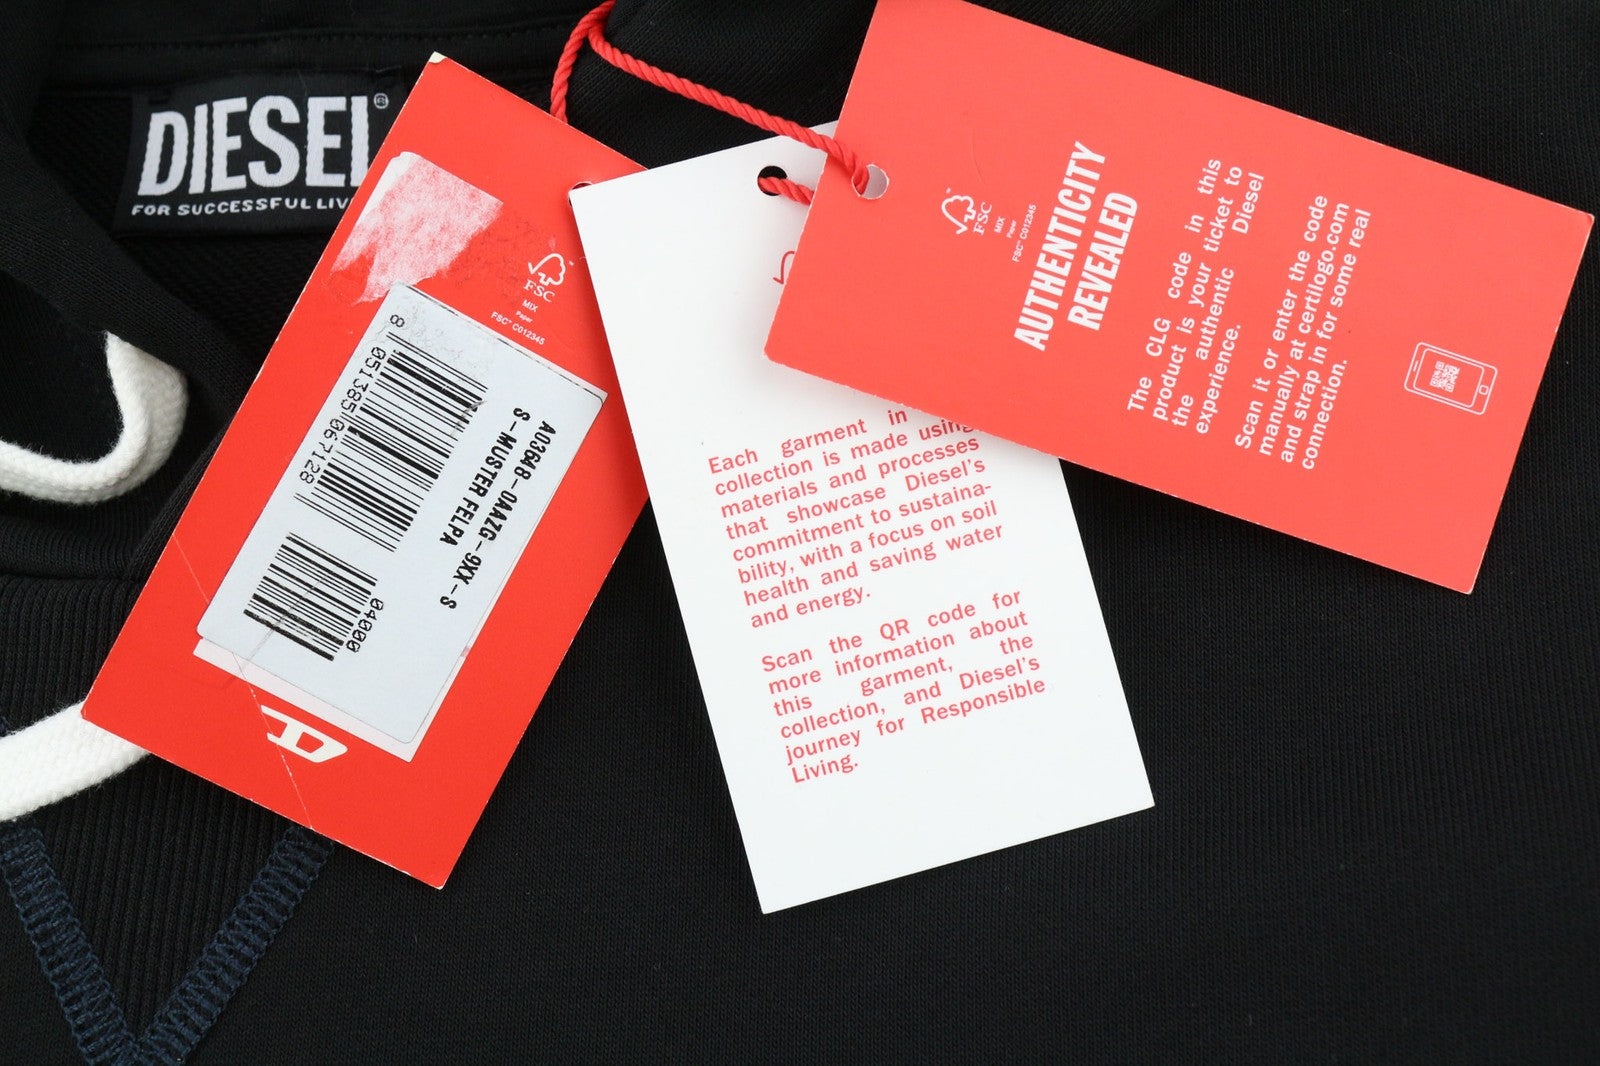 DIESEL®
FOR SUCCESSFUL LIV
FSC
MIX
Paper
FSC™ C012345
8 051385 067128
A03648-0AAZG-9XX-S
S-MUSTER FELPA
04000
Each garment in
collection is made using
materials and processes
that showcase Diesel's
commitment to sustaina-
bility, with a focus on soil
health and saving water
and energy.
Scan the QR code for
more information about
this garment, the
collection, and Diesel's
journey for Responsible
Living.
™
FSC
MIX
Paper
FSC™ C012345
AUTHENTICITY
REVEALED
The CLG code in this
product is your ticket to
the authentic Diesel
experience.
Scan it or enter the code
manually at certilogo.com
and strap in for some real
connection.